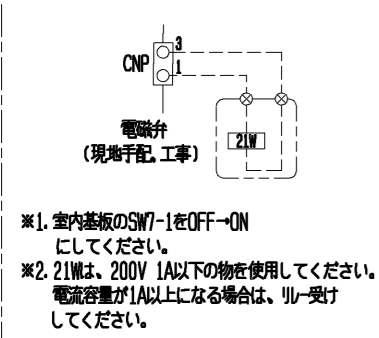 3
CNP
1
電磁弁
(現地手配、工事)
21W
※1. 室内基板のSW7-1をOFF→ON
にしてください。
※2. 21Wは、200V 1A以下の物を使用してください。
電流容量が1A以上になる場合は、リレー受け
してください。